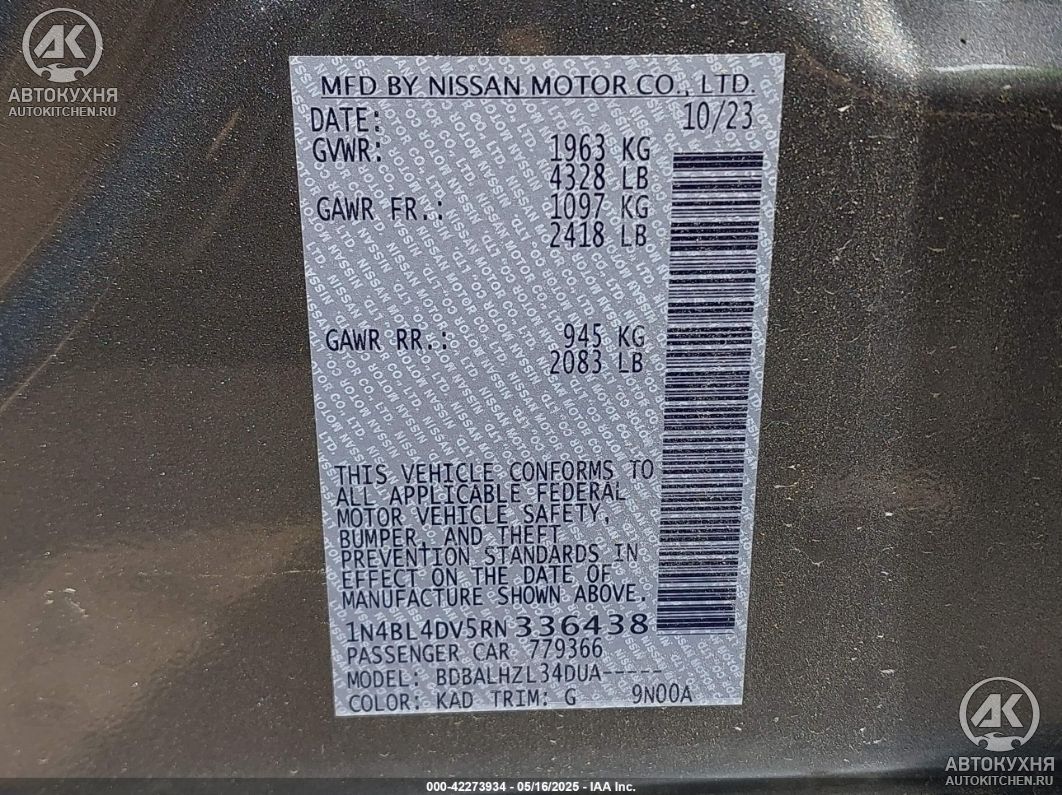 АК
АВТОКУХНЯ
AUTOKITCHEN.RU
MFD BY NISSAN MOTOR CO., LTD.
DATE: 10/23
GVWR: 1963 KG
4328 LB
GAWR FR.: 1097 KG
2418 LB
GAWR RR.: 945 KG
2083 LB
THIS VEHICLE CONFORMS TO
ALL APPLICABLE FEDERAL
MOTOR VEHICLE SAFETY,
BUMPER, AND THEFT
PREVENTION STANDARDS IN
EFFECT ON THE DATE OF
MANUFACTURE SHOWN ABOVE.
1N4BL4DV5RN336438
PASSENGER CAR 779366
MODEL: BDBALHZL34DUA-----
COLOR: KAD TRIM: G 9N00A
АК
АВТОКУХНЯ
AUTOKITCHEN.RU
000-42273934 - 05/16/2025 - IAA Inc.